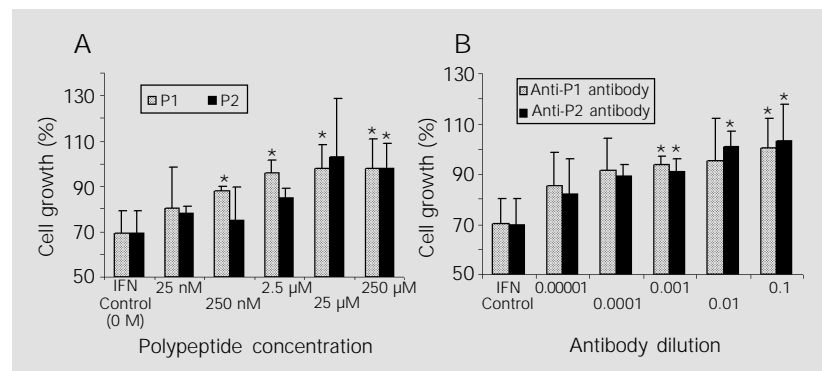 A
Cell growth (%)
130
110
90
70
50
P1 P2
* * * * *
IFN Control (0 M)
25 nM
250 nM
2.5 µM
25 µM
250 µM
Polypeptide concentration
B
Cell growth (%)
130
110
90
70
50
Anti-P1 antibody
Anti-P2 antibody
* * * * *
IFN Control
0.00001
0.0001
0.001
0.01
0.1
Antibody dilution